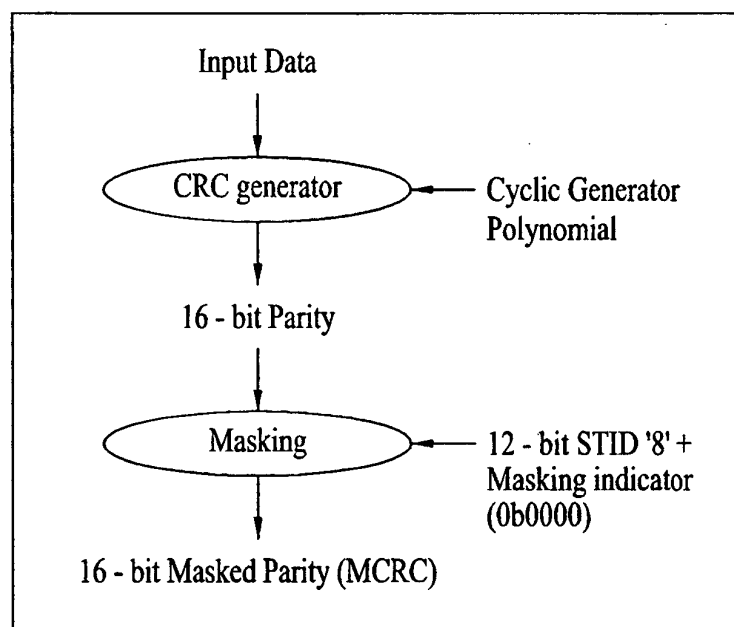 Input Data
CRC generator
Cyclic Generator
Polynomial
16 - bit Parity
Masking
12 - bit STID '8' +
Masking indicator
(0b0000)
16 - bit Masked Parity (MCRC)